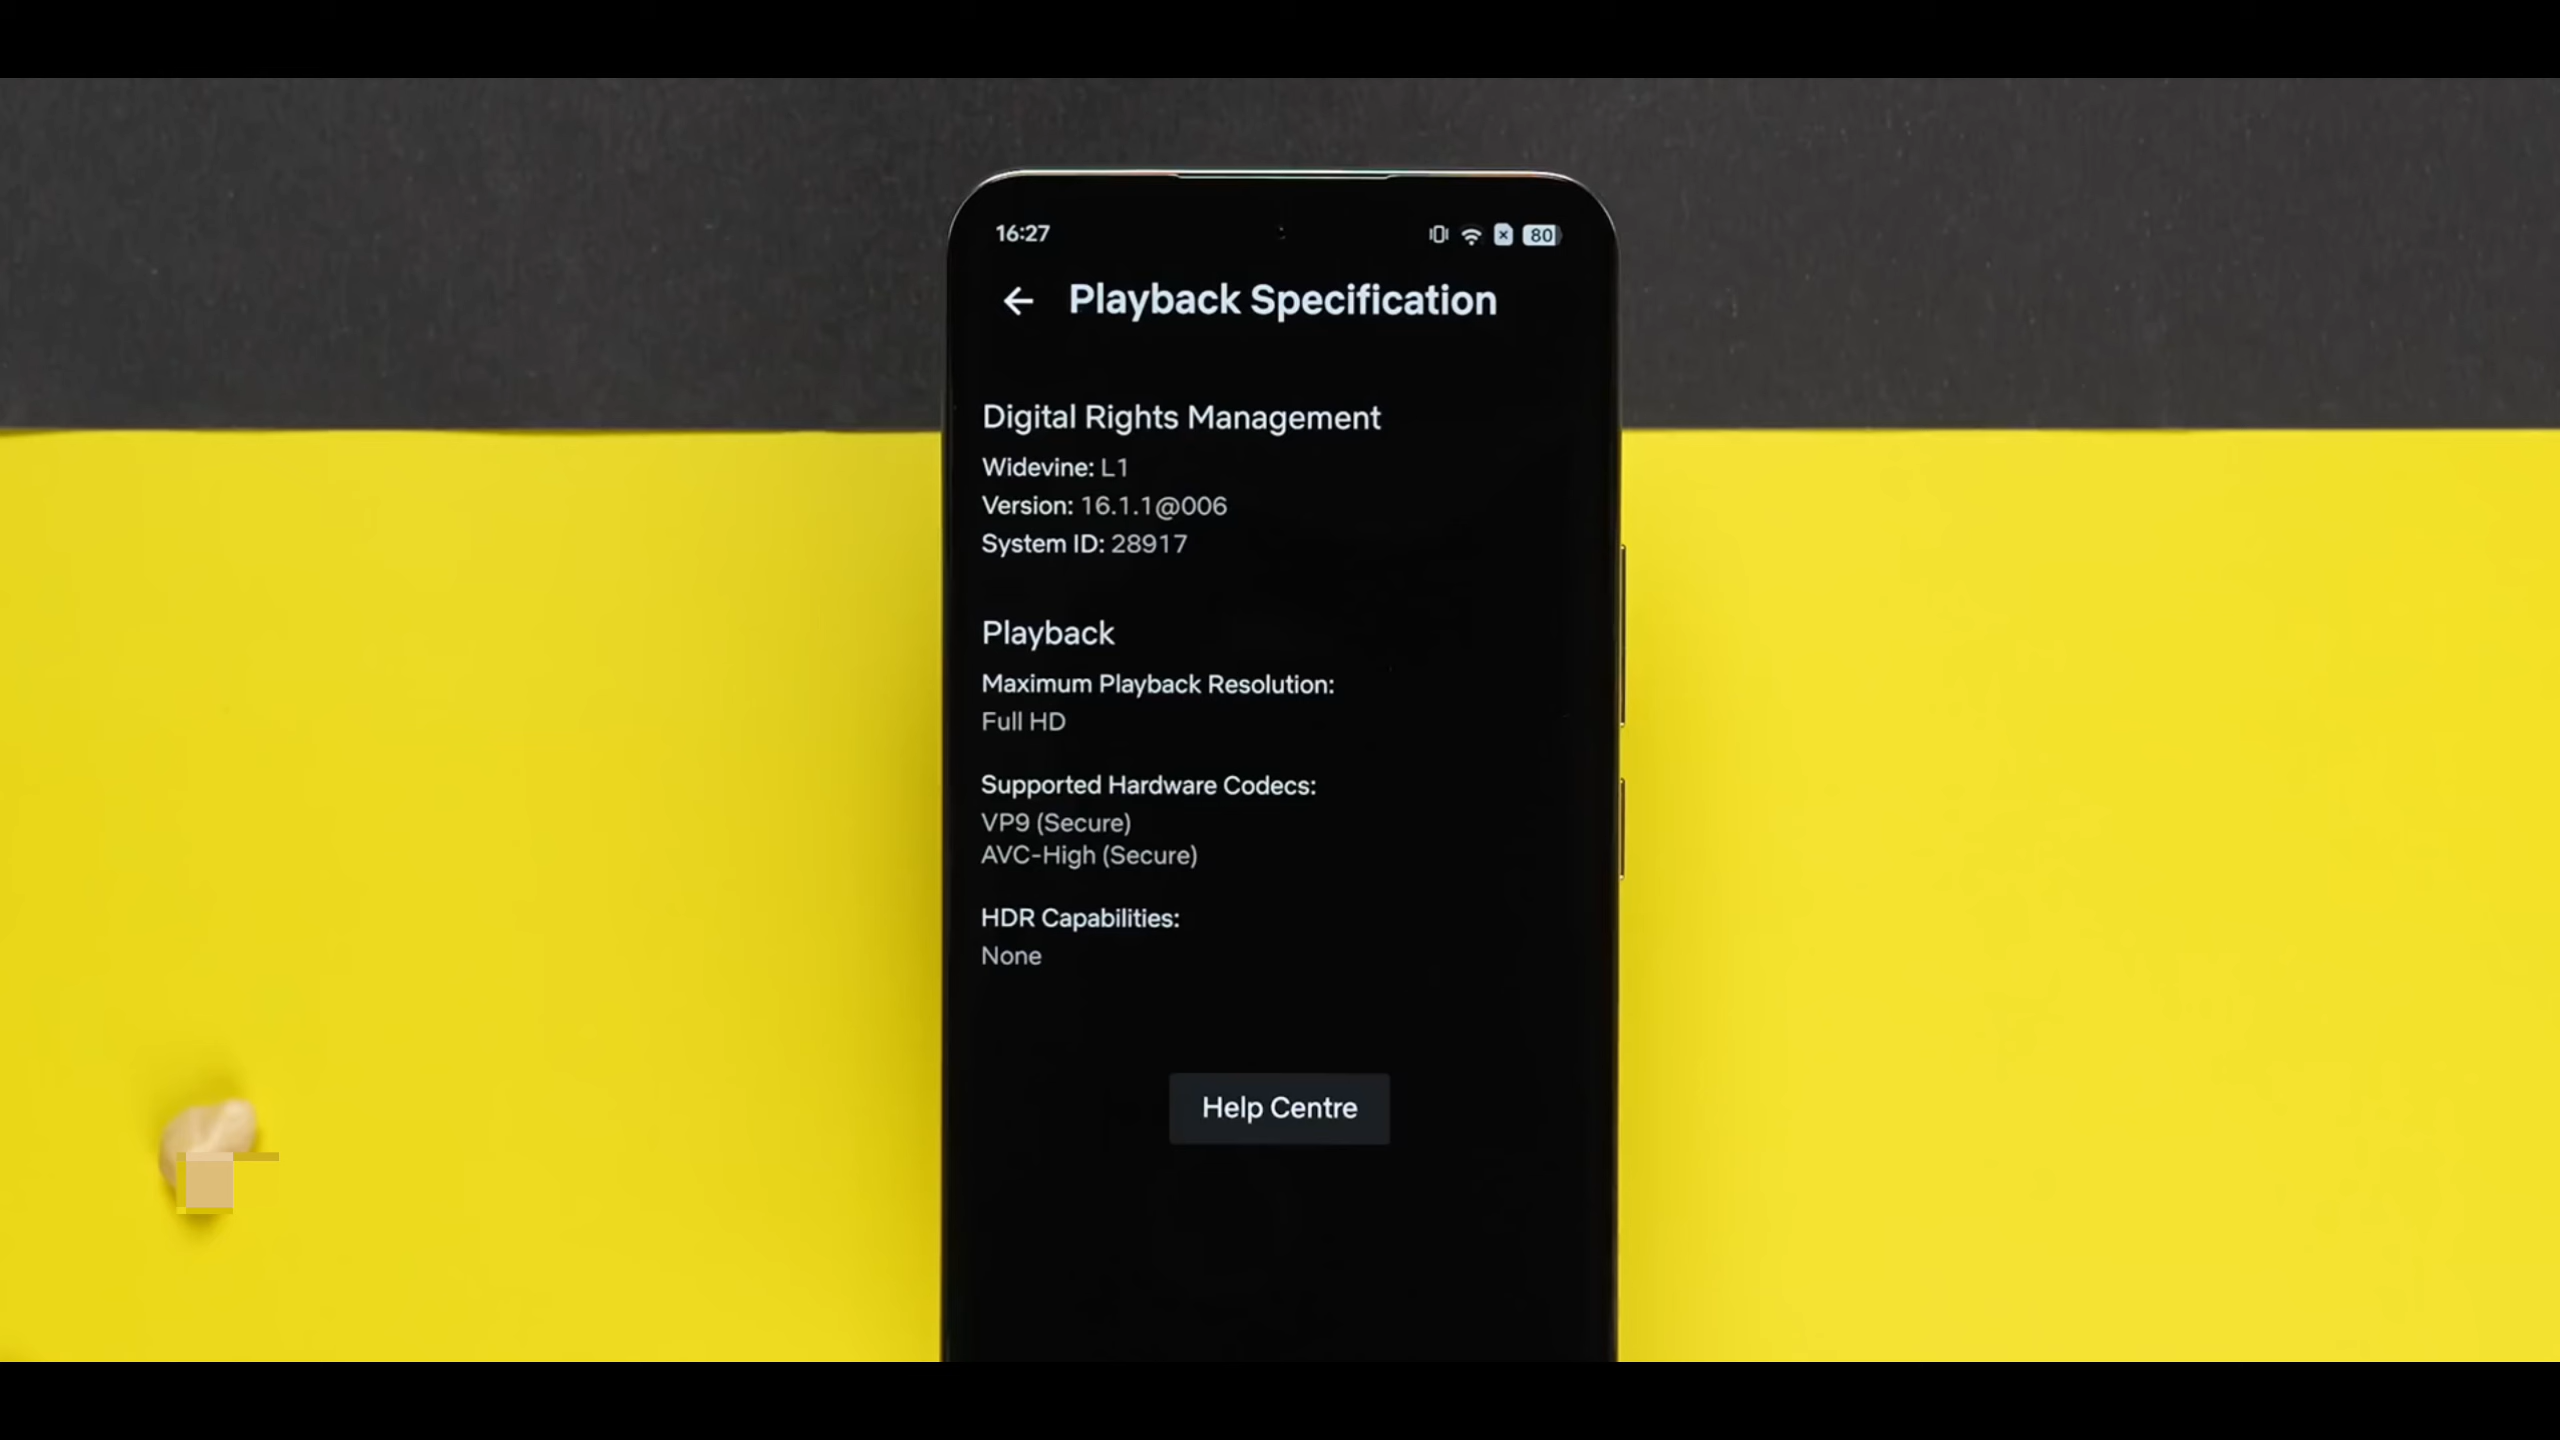 16:27
80
Playback Specification
Digital Rights Management
Widevine: L1
Version: 16.1.1@006
System ID: 28917
Playback
Maximum Playback Resolution:
Full HD
Supported Hardware Codecs:
VP9 (Secure)
AVC-High (Secure)
HDR Capabilities:
None
Help Centre